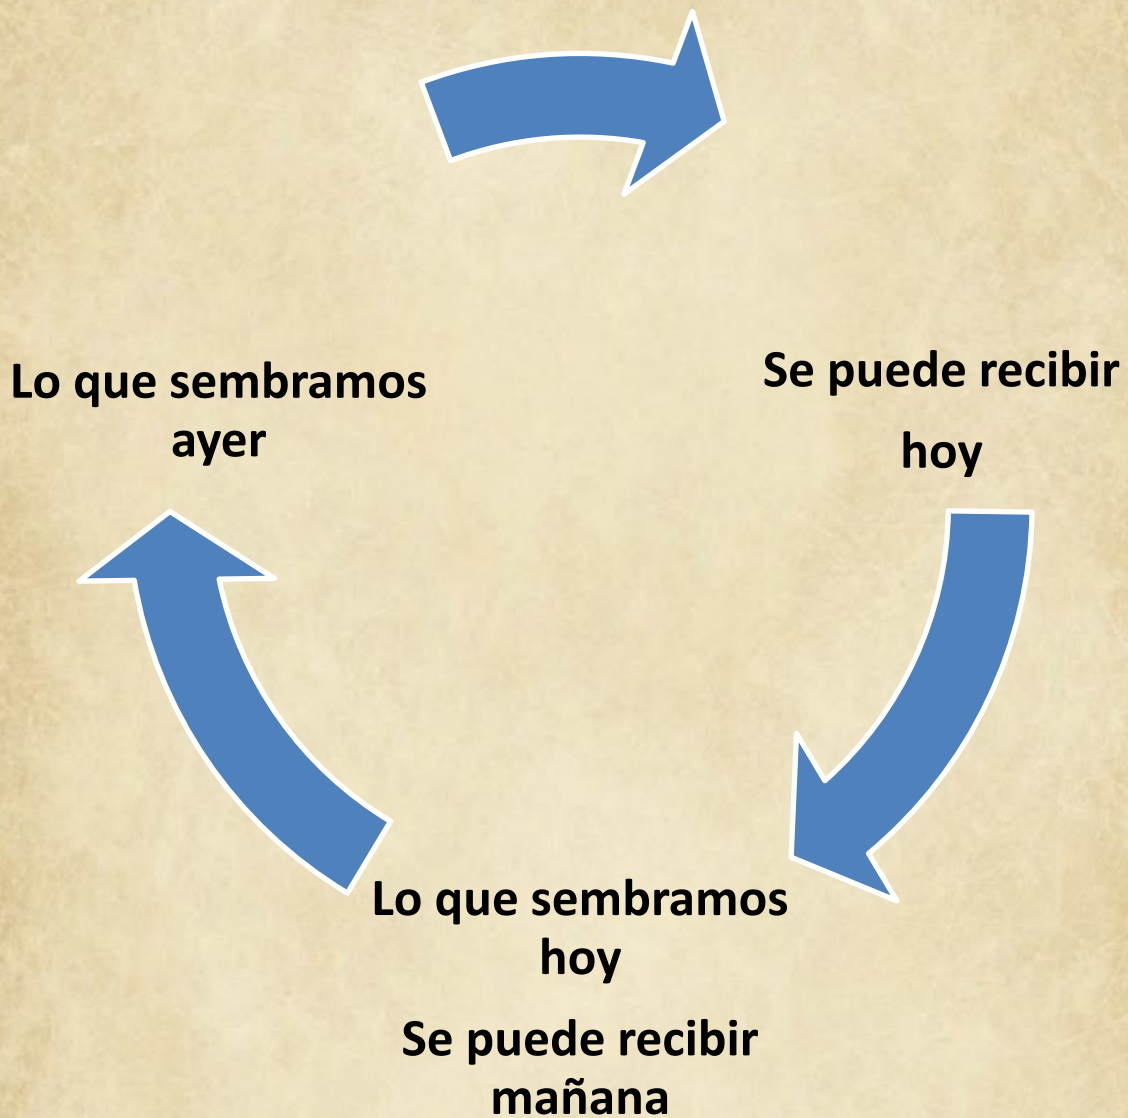 Lo que sembramos
ayer
Se puede recibir
hoy
Lo que sembramos
hoy
Se puede recibir
mañana